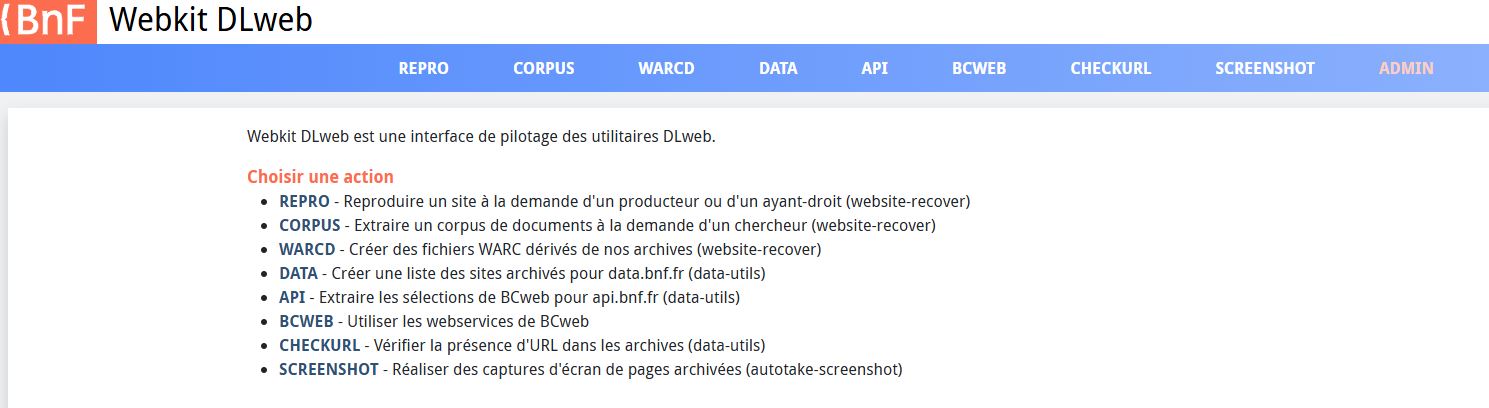 BnF Webkit DLweb
REPRO CORPUS WARCD DATA API BCWEB CHECKURL SCREENSHOT ADMIN
Webkit DLweb est une interface de pilotage des utilitaires DLweb.
Choisir une action
• REPRO - Reproduire un site à la demande d'un producteur ou d'un ayant-droit (website-recover)
• CORPUS - Extraire un corpus de documents à la demande d'un chercheur (website-recover)
• WARCD - Créer des fichiers WARC dérivés de nos archives (website-recover)
• DATA - Créer une liste des sites archivés pour data.bnf.fr (data-utils)
• API - Extraire les sélections de BCweb pour api.bnf.fr (data-utils)
• BCWEB - Utiliser les webservices de BCweb
• CHECKURL - Vérifier la présence d'URL dans les archives (data-utils)
• SCREENSHOT - Réaliser des captures d'écran de pages archivées (autotake-screenshot)